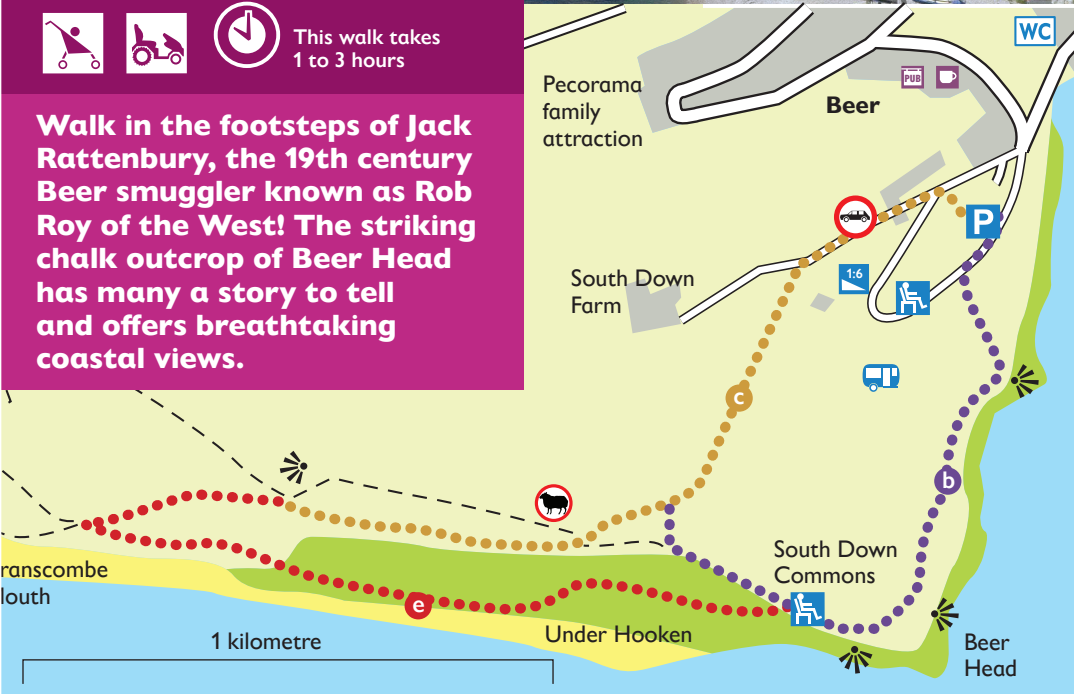 This walk takes
1 to 3 hours
Walk in the footsteps of Jack
Rattenbury, the 19th century
Beer smuggler known as Rob
Roy of the West! The striking
chalk outcrop of Beer Head
has many a story to tell
and offers breathtaking
coastal views.
WC
Pecorama
family
attraction
PUB
Beer
P
South Down
Farm
1:6
c
b
South Down
Commons
ranscombe
louth
e
Under Hooken
Beer
Head
1 kilometre